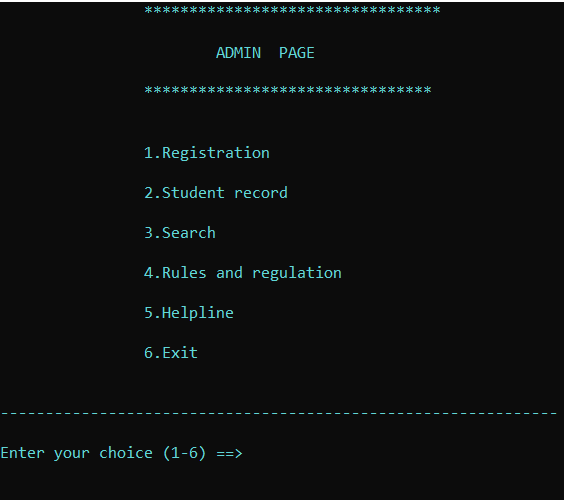 *********************************
ADMIN  PAGE
********************************
1.Registration
2.Student record
3.Search
4.Rules and regulation
5.Helpline
6.Exit
--------------------------------------------------------------
Enter your choice (1-6) ==>